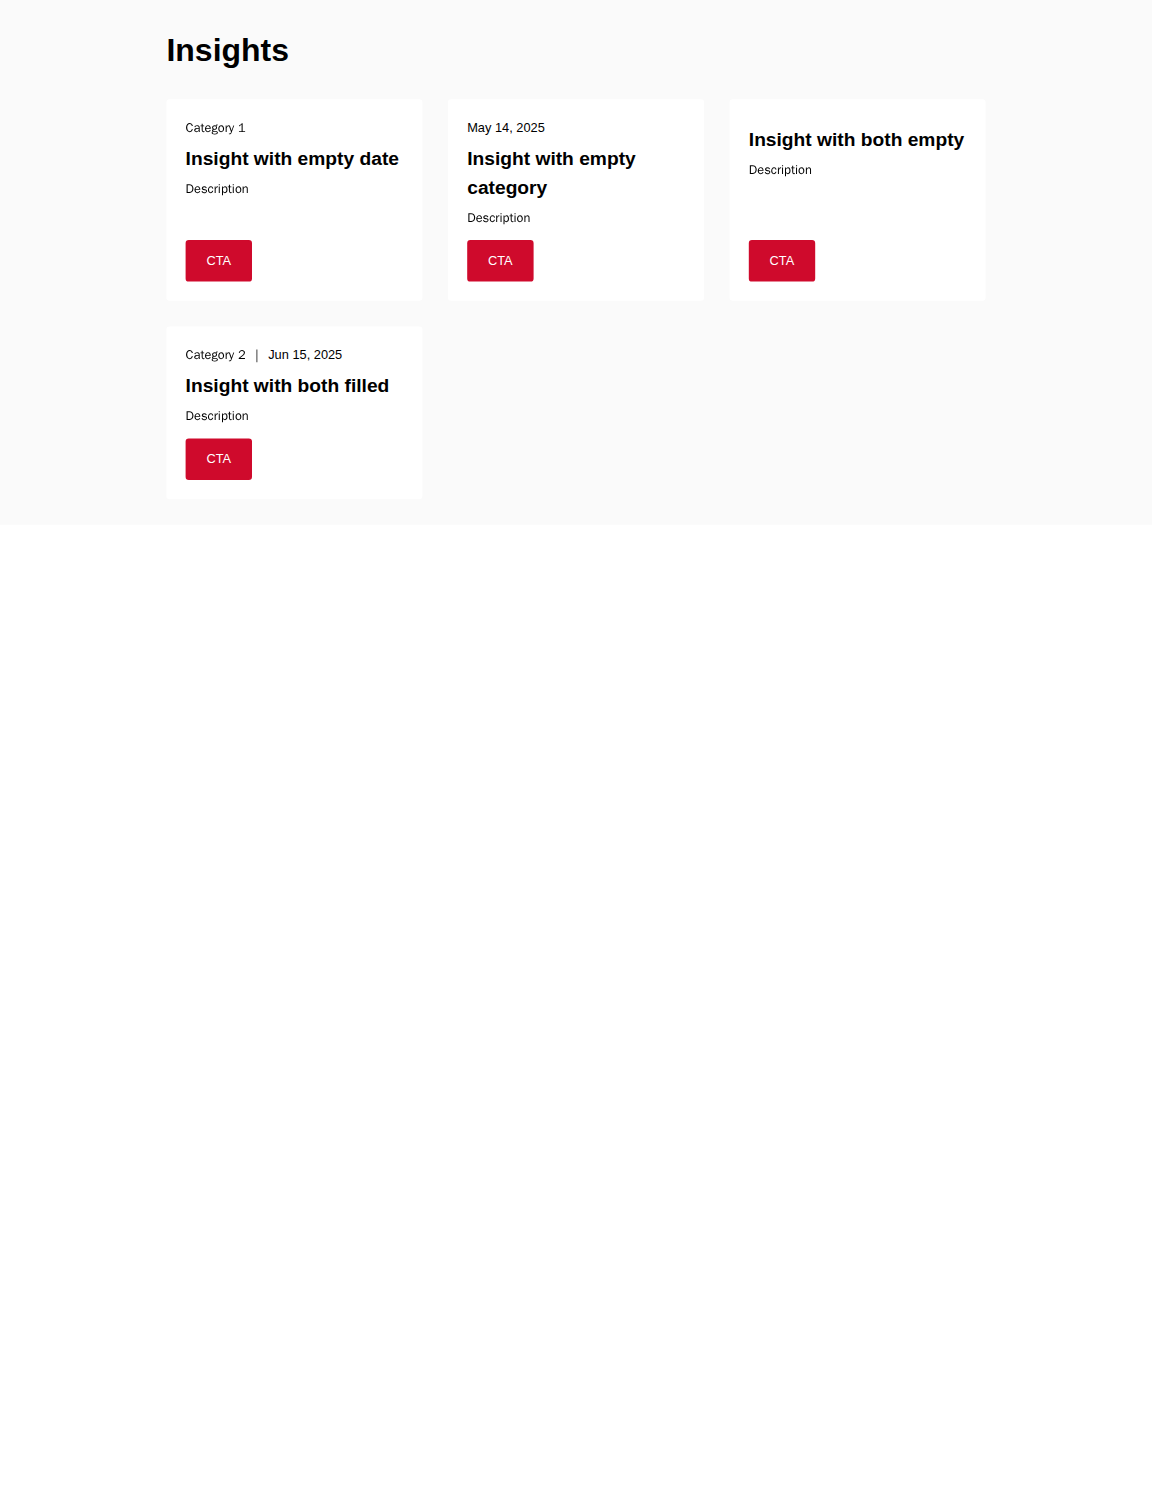 Insights
Category 1
Insight with empty date
Description
CTA
May 14, 2025
Insight with empty
category
Description
CTA
Insight with both empty
Description
CTA
Category 2 | Jun 15, 2025
Insight with both filled
Description
CTA